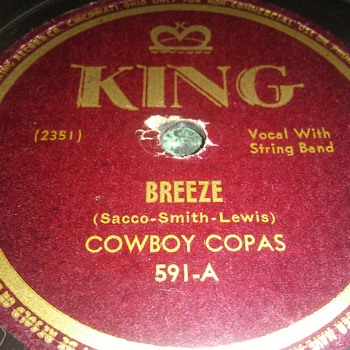 KING
(2351)
Vocal With
String Band
BREEZE
(Sacco-Smith-Lewis)
COWBOY COPAS
591-A